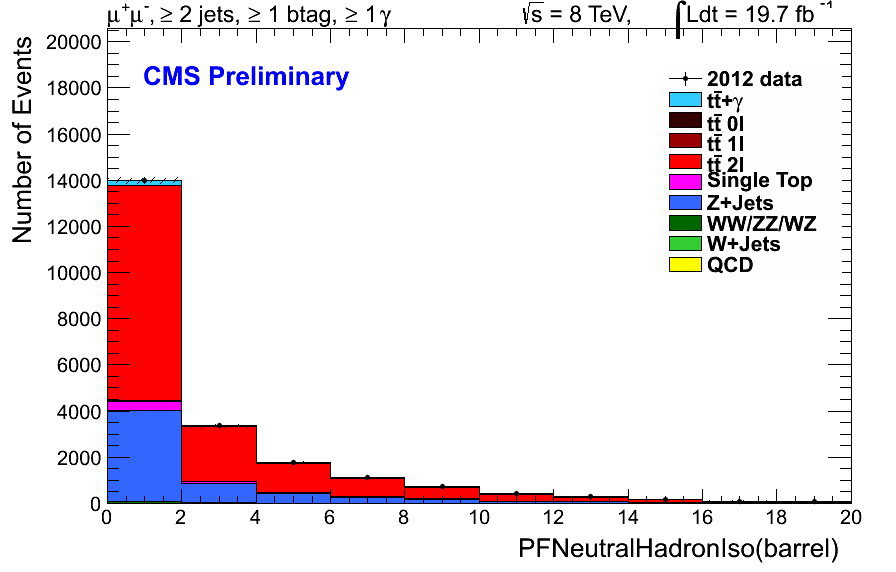 μ⁺μ⁻, ≥ 2 jets, ≥ 1 btag, ≥ 1 γ √s = 8 TeV, ∫Ldt = 19.7 fb⁻¹
CMS Preliminary
Number of Events
20000
18000
16000
14000
12000
10000
8000
6000
4000
2000
0
2012 data
tt̄+γ
tt̄ 0l
tt̄ 1l
tt̄ 2l
Single Top
Z+Jets
WW/ZZ/WZ
W+Jets
QCD
0 2 4 6 8 10 12 14 16 18 20
PFNeutralHadronIso(barrel)